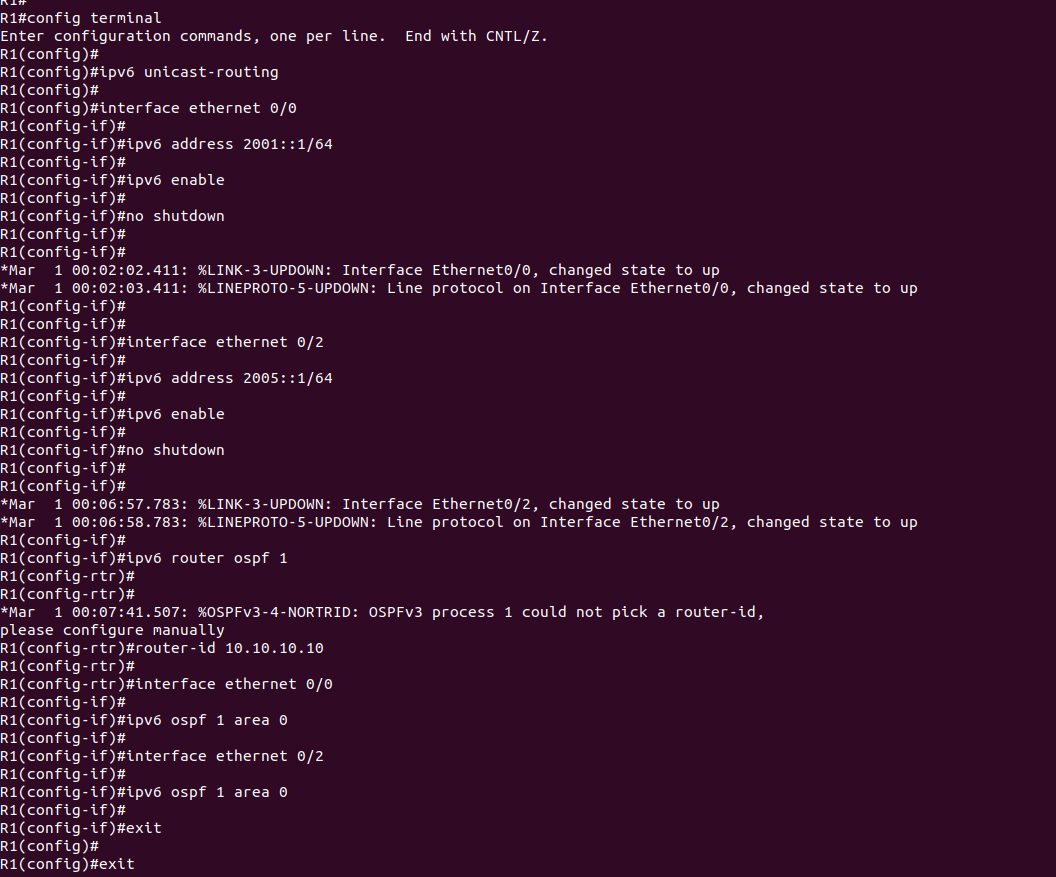 R1#
R1#config terminal
Enter configuration commands, one per line.  End with CNTL/Z.
R1(config)#
R1(config)#ipv6 unicast-routing
R1(config)#
R1(config)#interface ethernet 0/0
R1(config-if)#
R1(config-if)#ipv6 address 2001::1/64
R1(config-if)#
R1(config-if)#ipv6 enable
R1(config-if)#
R1(config-if)#no shutdown
R1(config-if)#
R1(config-if)#
*Mar  1 00:02:02.411: %LINK-3-UPDOWN: Interface Ethernet0/0, changed state to up
*Mar  1 00:02:03.411: %LINEPROTO-5-UPDOWN: Line protocol on Interface Ethernet0/0, changed state to up
R1(config-if)#
R1(config-if)#
R1(config-if)#interface ethernet 0/2
R1(config-if)#
R1(config-if)#ipv6 address 2005::1/64
R1(config-if)#
R1(config-if)#ipv6 enable
R1(config-if)#
R1(config-if)#no shutdown
R1(config-if)#
R1(config-if)#
*Mar  1 00:06:57.783: %LINK-3-UPDOWN: Interface Ethernet0/2, changed state to up
*Mar  1 00:06:58.783: %LINEPROTO-5-UPDOWN: Line protocol on Interface Ethernet0/2, changed state to up
R1(config-if)#
R1(config-if)#ipv6 router ospf 1
R1(config-rtr)#
R1(config-rtr)#
*Mar  1 00:07:41.507: %OSPFv3-4-NORTRID: OSPFv3 process 1 could not pick a router-id,
please configure manually
R1(config-rtr)#router-id 10.10.10.10
R1(config-rtr)#
R1(config-rtr)#interface ethernet 0/0
R1(config-if)#
R1(config-if)#ipv6 ospf 1 area 0
R1(config-if)#
R1(config-if)#interface ethernet 0/2
R1(config-if)#
R1(config-if)#ipv6 ospf 1 area 0
R1(config-if)#
R1(config-if)#exit
R1(config)#
R1(config)#exit